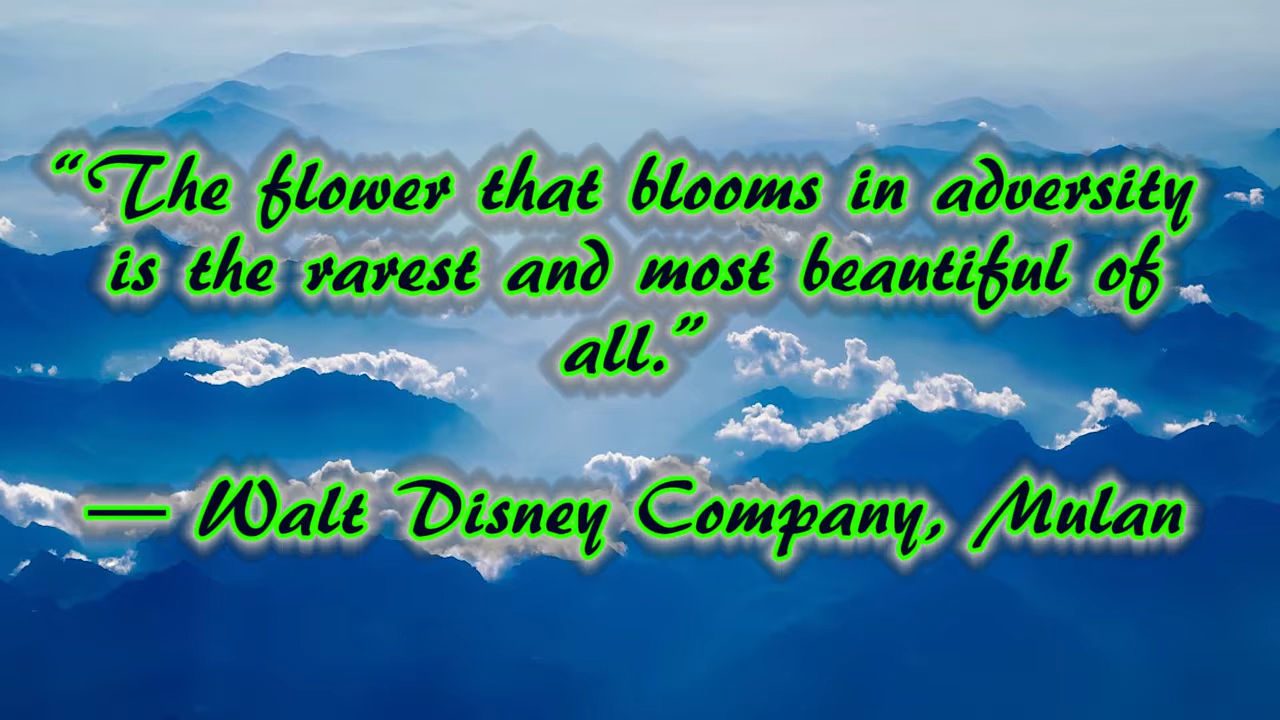 “The flower that blooms in adversity
is the rarest and most beautiful of
all.”
— Walt Disney Company, Mulan